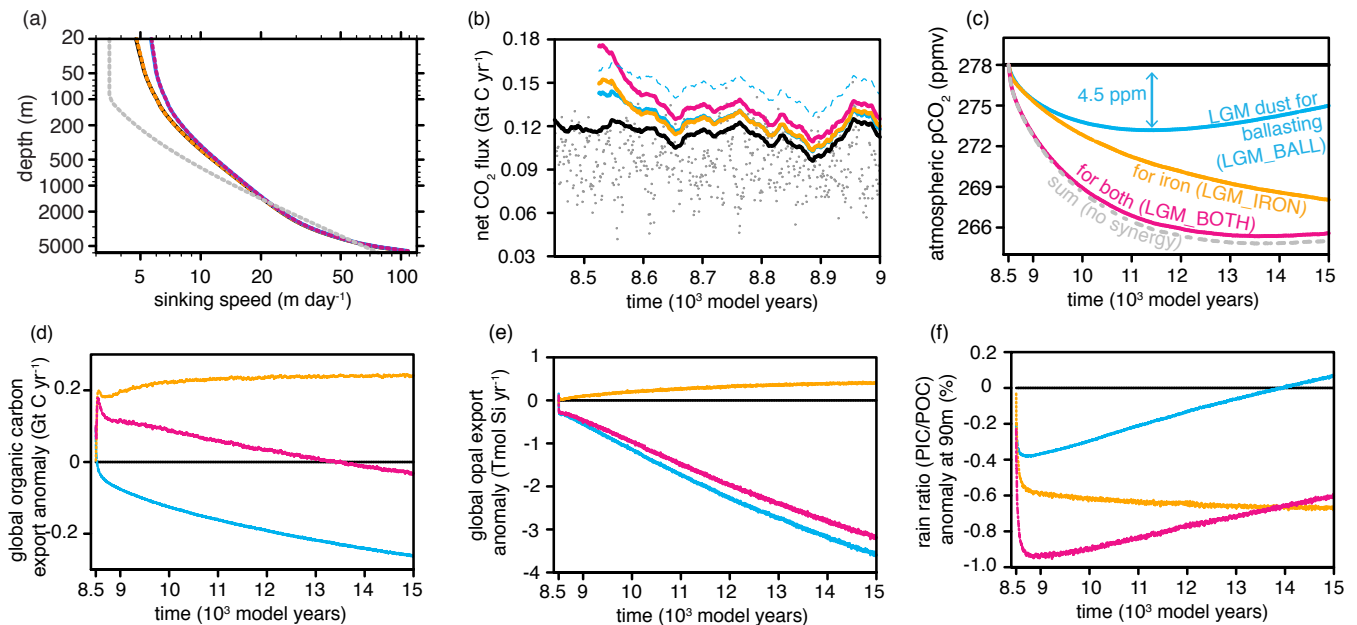 (a)
20
50
100
200
500
1000
2000
5000
depth (m)
5 10 20 50 100
sinking speed (m day⁻¹)
(b)
0.18
0.15
0.12
0.09
0.06
0.03
net CO₂ flux (Gt C yr⁻¹)
8.5 8.6 8.7 8.8 8.9 9
time (10³ model years)
(c)
278
275
272
269
266
atmospheric pCO₂ (ppmv)
4.5 ppm
LGM dust for
ballasting
(LGM_BALL)
for iron (LGM_IRON)
for both (LGM_BOTH)
sum (no synergy)
8.5 9 10 11 12 13 14 15
time (10³ model years)
(d)
0.2
0
-0.2
global organic carbon
export anomaly (Gt C yr⁻¹)
8.5 9 10 11 12 13 14 15
time (10³ model years)
(e)
1
0
-1
-2
-3
-4
global opal export
anomaly (Tmol Si yr⁻¹)
8.5 9 10 11 12 13 14 15
time (10³ model years)
(f)
0.2
0
-0.2
-0.4
-0.6
-0.8
-1.0
rain ratio (PIC/POC)
anomaly at 90m (%)
8.5 9 10 11 12 13 14 15
time (10³ model years)